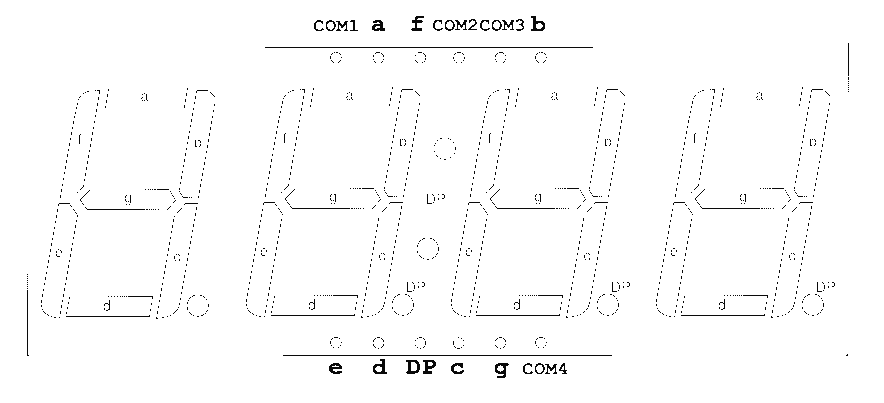 COM1 a f COM2 COM3 b
a a a a
f b f b f b f b
g g DP g g
e c e c e c e c
d d DP d DP d DP
e d DP c g COM4